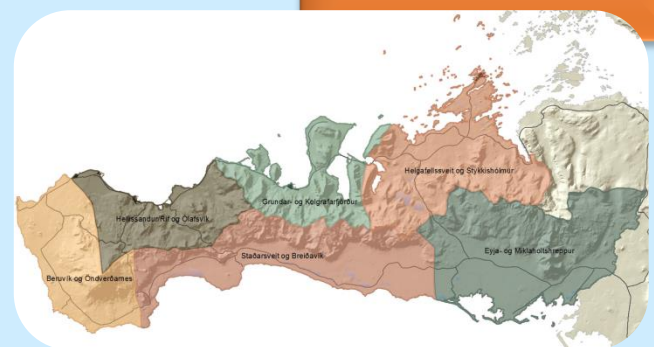 Helgafellssveit og Stykkishólmur
Grundar- og Kolgrafarfjörður
Hellissandur/Rif og Ólafsvík
Eyja- og Miklaholtshreppur
Staðarsveit og Breiðavík
Beruvík og Öndverðarnes